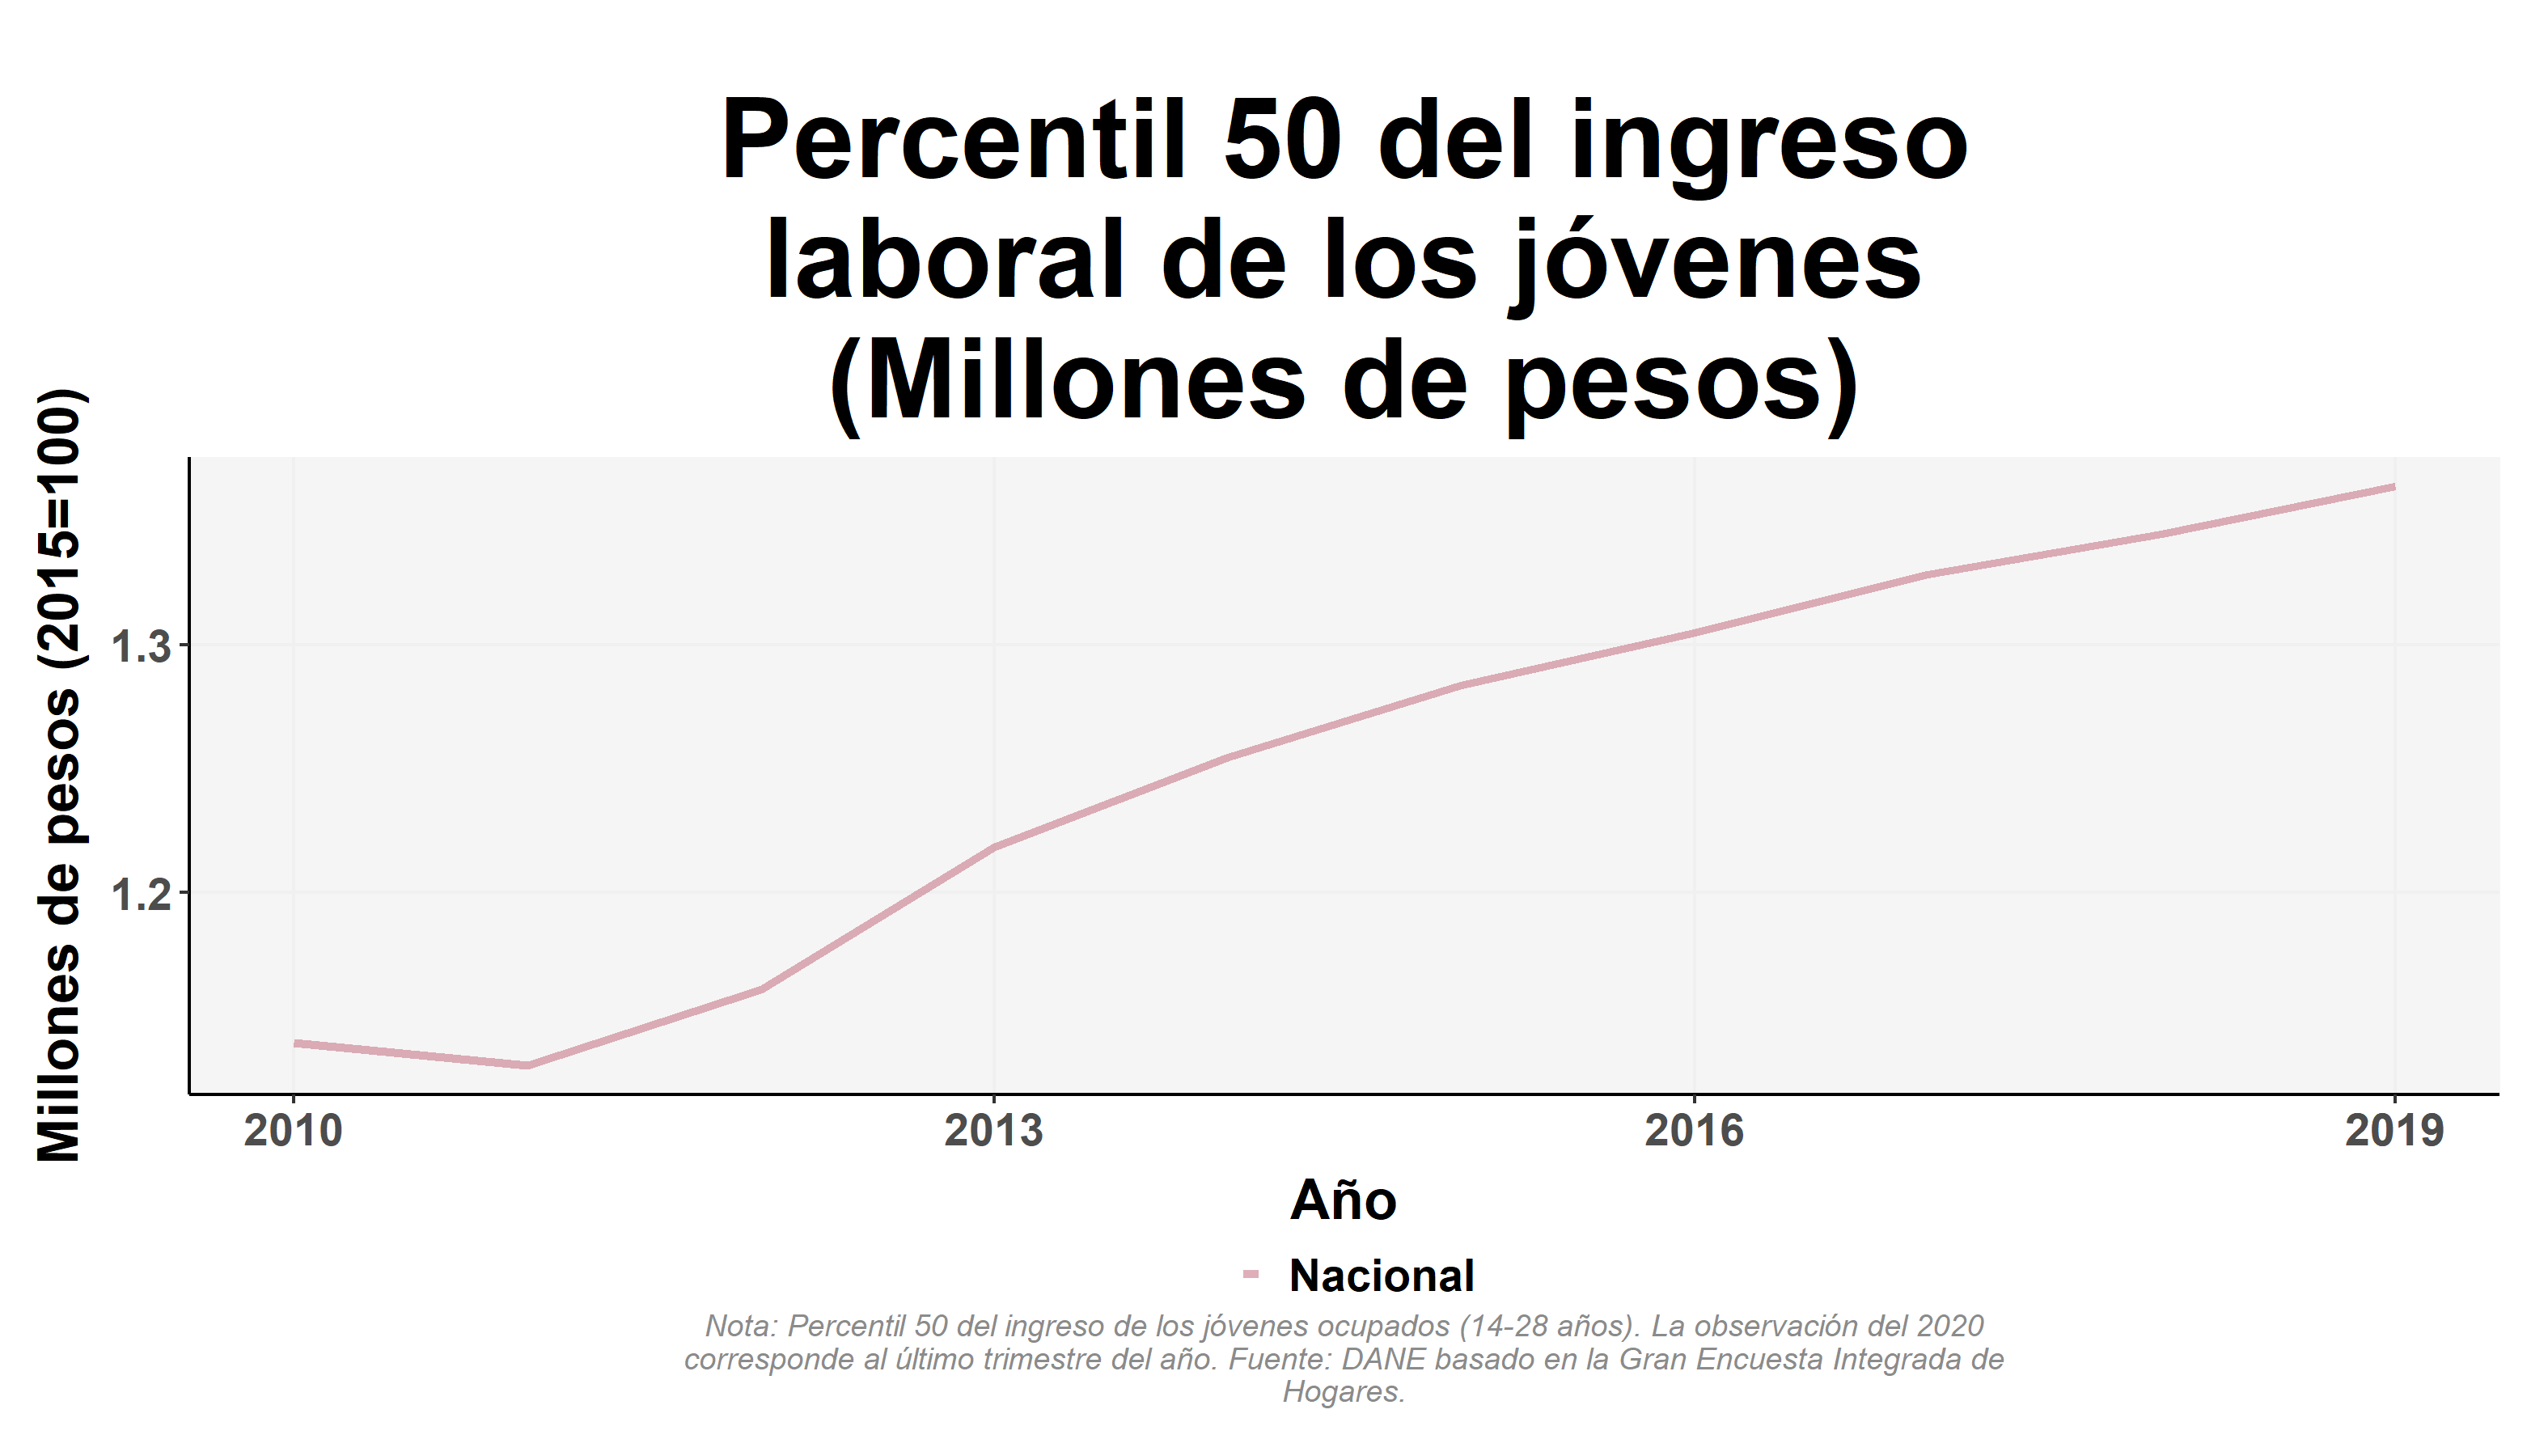 Percentil 50 del ingreso
laboral de los jóvenes
(Millones de pesos)
Millones de pesos (2015=100)
1.3
1.2
2010
2013
2016
2019
Año
Nacional
Nota: Percentil 50 del ingreso de los jóvenes ocupados (14-28 años). La observación del 2020
corresponde al último trimestre del año. Fuente: DANE basado en la Gran Encuesta Integrada de
Hogares.